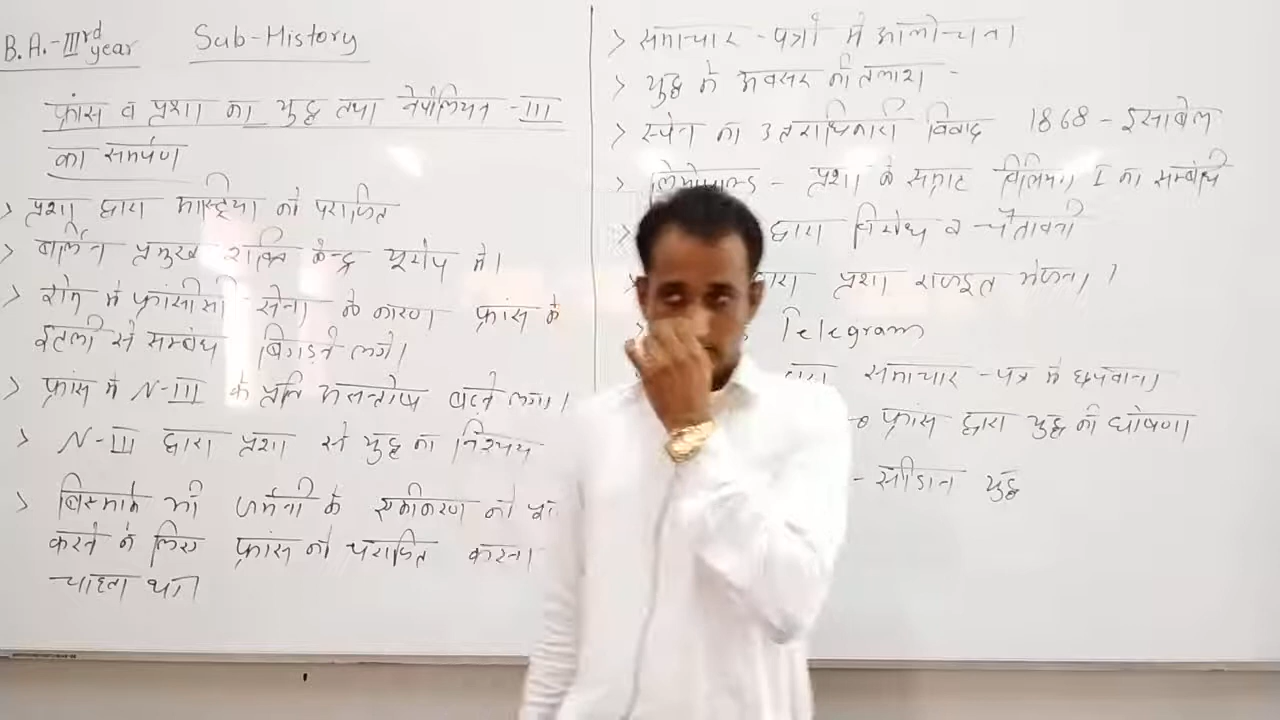 B.A.-IIIrd year Sub-History
फ्रांस व प्रशा का युद्ध तथा नेपोलियन-III
का समर्पण
> प्रशा द्वारा आस्ट्रिया को पराजित
> बर्लिन प्रमुख शक्ति केन्द्र यूरोप में।
> रोम में फ्रांसीसी सेना के कारण फ्रांस के
इटली से सम्बंध बिगड़ने लगे।
> फ्रांस में N-III के प्रति असन्तोष बढने लगा।
> N-III द्वारा प्रशा से युद्ध का निश्चय
> बिस्मार्क भी जर्मनी के एकीकरण को
करने के लिए फ्रांस को पराजित करना
चाहता था।
> समाचार-पत्रों में आलोचना।
> युद्ध के अवसर की तलाश -
> स्पेन का उतराधिकारी विवाद 1868 - इसाबेल
> लियोपोल्ड - प्रशा के सम्राट विलियम I का सम्बंधी
> द्वारा विरोध व चेतावनी
> द्वारा प्रशा राजदूत भेजना।
> Telegram
द्वारा समाचार-पत्र में छपवाना।
फ्रांस द्वारा युद्ध की घोषणा
- सीडान युद्ध